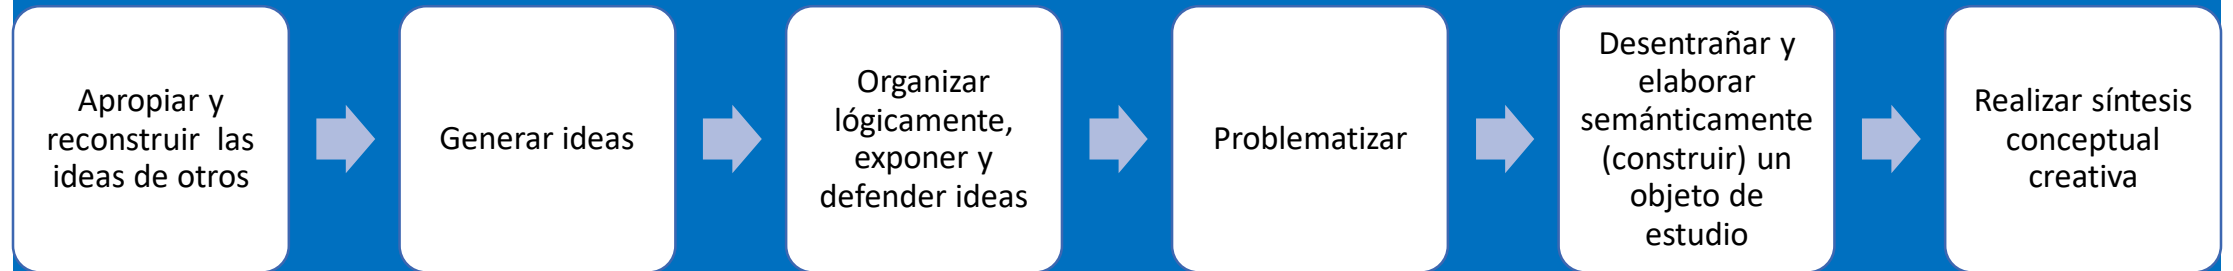 Apropiar y
reconstruir las
ideas de otros
Generar ideas
Organizar
lógicamente,
exponer y
defender ideas
Problematizar
Desentrañar y
elaborar
semánticamente
(construir) un
objeto de
estudio
Realizar síntesis
conceptual
creativa